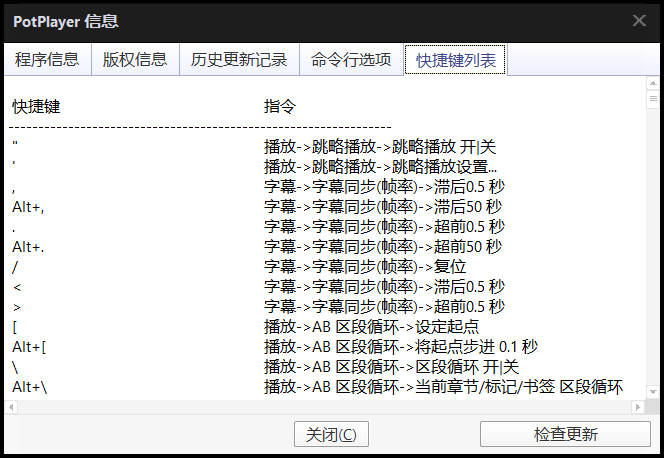 PotPlayer 信息
程序信息 版权信息 历史更新记录 命令行选项 快捷键列表
快捷键 指令
----------------------------------------------------------------
" 播放->跳略播放->跳略播放 开|关
' 播放->跳略播放->跳略播放设置...
, 字幕->字幕同步(帧率)->滞后0.5 秒
Alt+, 字幕->字幕同步(帧率)->滞后50 秒
. 字幕->字幕同步(帧率)->超前0.5 秒
Alt+. 字幕->字幕同步(帧率)->超前50 秒
/ 字幕->字幕同步(帧率)->复位
< 字幕->字幕同步(帧率)->滞后0.5 秒
> 字幕->字幕同步(帧率)->超前0.5 秒
[ 播放->AB 区段循环->设定起点
Alt+[ 播放->AB 区段循环->将起点步进 0.1 秒
\ 播放->AB 区段循环->区段循环 开|关
Alt+\ 播放->AB 区段循环->当前章节/标记/书签 区段循环
关闭(C) 检查更新